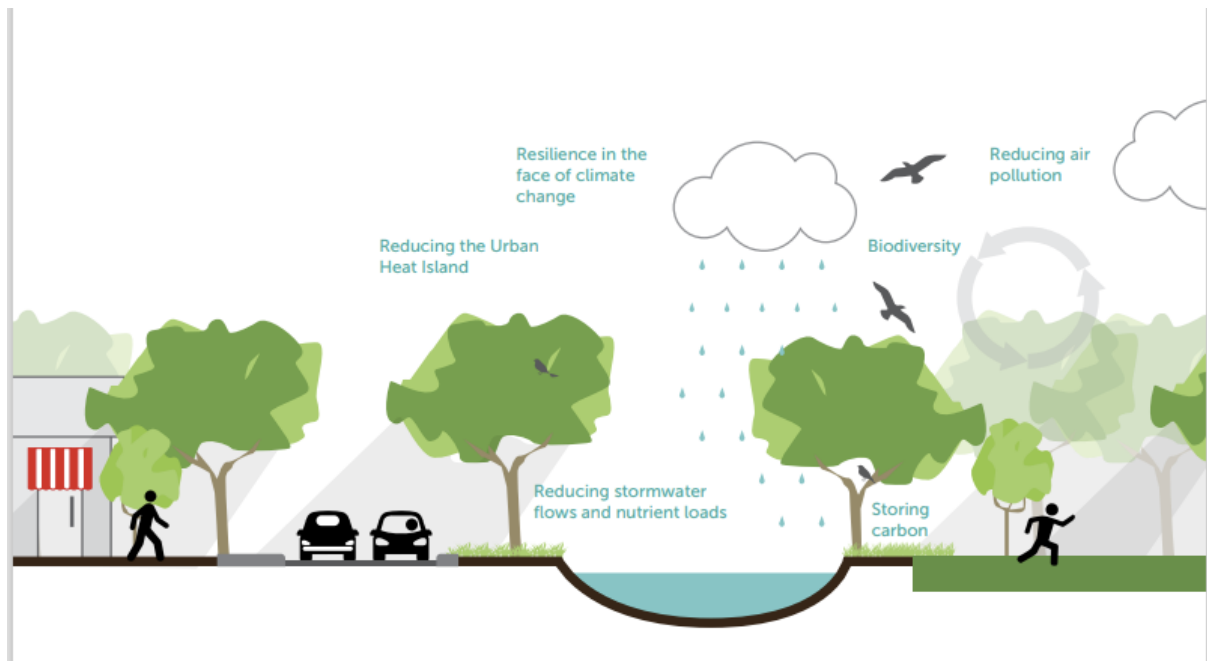 Resilience in the
face of climate
change
Reducing air
pollution
Reducing the Urban
Heat Island
Biodiversity
Reducing stormwater
flows and nutrient loads
Storing
carbon